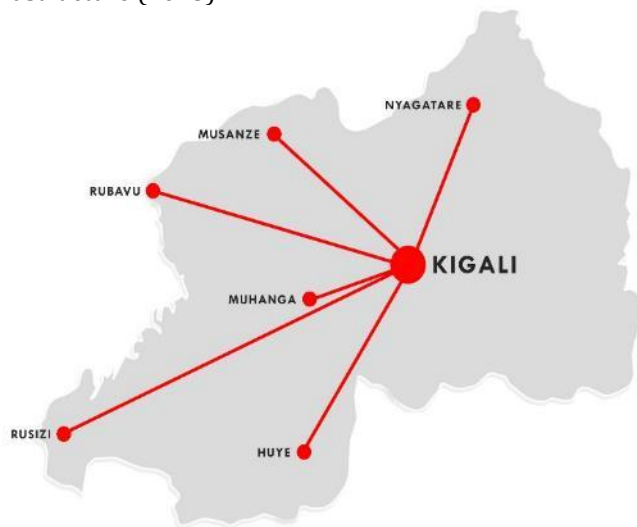 NYAGATARE
MUSANZE
RUBAVU
KIGALI
MUHANGA
RUSIZI
HUYE